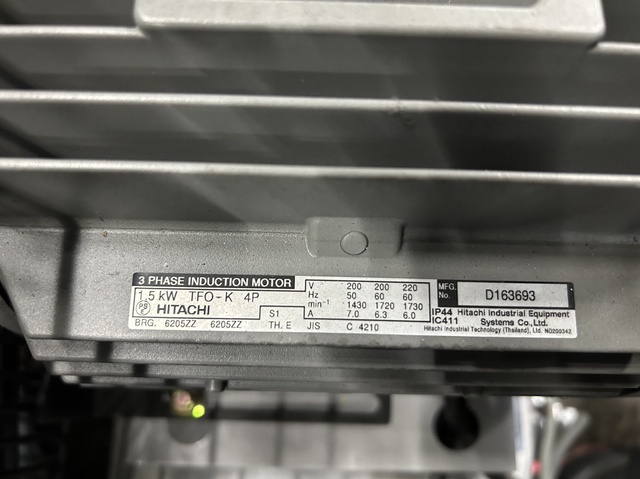 3 PHASE INDUCTION MOTOR
1.5 kW TFO-K 4P
PS E
HITACHI S1
BRG. 6205ZZ 6205ZZ TH. E JIS C 4210
V 200 200 220
Hz 50 60 60
min⁻¹ 1430 1720 1730
A 7.0 6.3 6.0
MFG. No. D163693
IP44 Hitachi Industrial Equipment
IC411 Systems Co., Ltd.
Hitachi Industrial Technology (Thailand), Ltd. ND200342